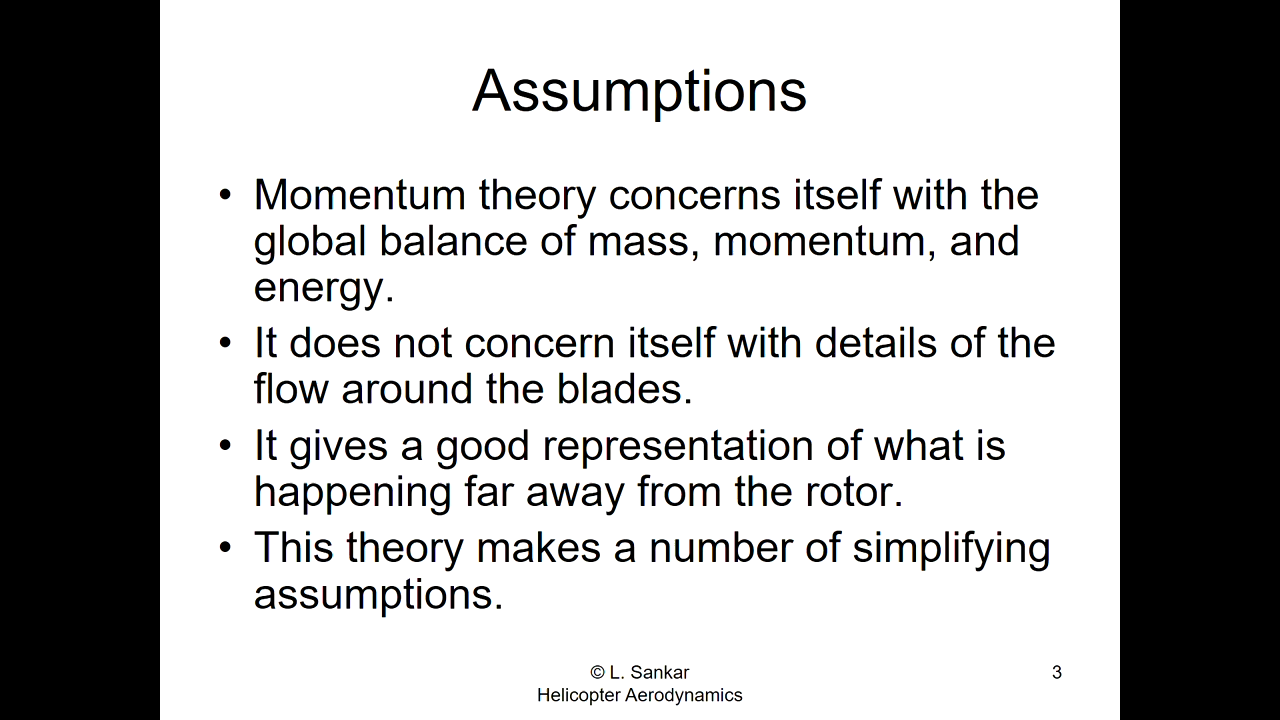 Assumptions
• Momentum theory concerns itself with the
global balance of mass, momentum, and
energy.
• It does not concern itself with details of the
flow around the blades.
• It gives a good representation of what is
happening far away from the rotor.
• This theory makes a number of simplifying
assumptions.
© L. Sankar
Helicopter Aerodynamics
3